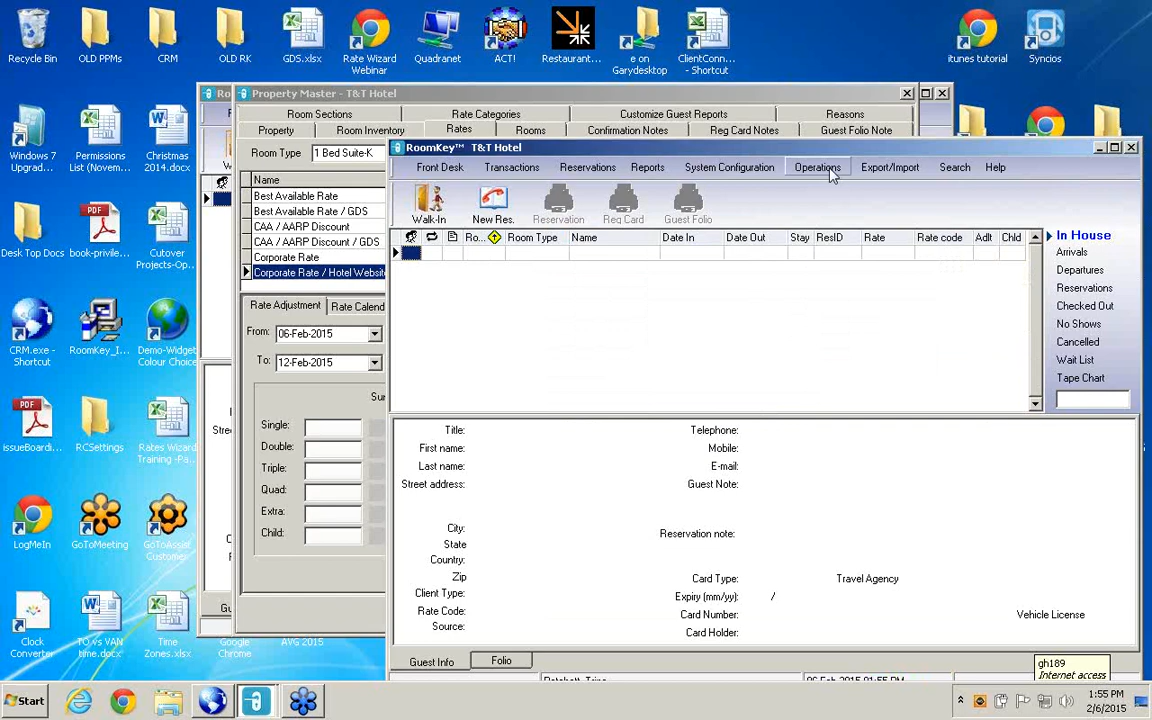 Recycle Bin
OLD PPMs
CRM
OLD RK
GDS.xlsx
Rate Wizard
Webinar
Quadranet
ACT!
Restaurant...
e on
Garydesktop
ClientConn...
- Shortcut
itunes tutorial
Syncios
Property Master - T&T Hotel
Room Sections
Rate Categories
Customize Guest Reports
Reasons
Property
Room Inventory
Rates
Rooms
Confirmation Notes
Reg Card Notes
Guest Folio Note
Windows 7
Upgrad...
Permissions
List (Novem...
Christmas
2014.docx
Room Type
1 Bed Suite-K
RoomKey™ T&T Hotel
Front Desk
Transactions
Reservations
Reports
System Configuration
Operations
Export/Import
Search
Help
Name
Best Available Rate
Best Available Rate / GDS
CAA / AARP Discount
CAA / AARP Discount / GDS
Corporate Rate
Corporate Rate / Hotel Website
Walk-In
New Res.
Reservation
Reg Card
Guest Folio
Ro...
Room Type
Name
Date In
Date Out
Stay
ResID
Rate
Rate code
Adlt
Chld
In House
Arrivals
Departures
Reservations
Checked Out
No Shows
Cancelled
Wait List
Tape Chart
Desk Top Docs
book-privile...
Cutover
Projects-Op...
Rate Adjustment
Rate Calend
From:
06-Feb-2015
To:
12-Feb-2015
CRM.exe -
Shortcut
RoomKey_I...
Demo-Widget
Colour Choice
Sur
Single:
Double:
Triple:
Quad:
Extra:
Child:
issueBoardi...
RCSettings
Rates Wizard
Training -Pa...
Title:
First name:
Last name:
Street address:
City:
State
Country:
Zip
Client Type:
Rate Code:
Source:
Telephone:
Mobile:
E-mail:
Guest Note:
Reservation note:
Card Type:
Travel Agency
Expiry (mm/yy):
/
Card Number:
Vehicle License
Card Holder:
LogMeIn
GoToMeeting
GoToAssist
Customer
Clock
Converter
TO vs VAN
time.docx
Time
Zones.xlsx
Google
Chrome
AVG 2015
Guest Info
Folio
06-Feb-2015 01:55 PM
gh189
Internet access
Start
1:55 PM
2/6/2015